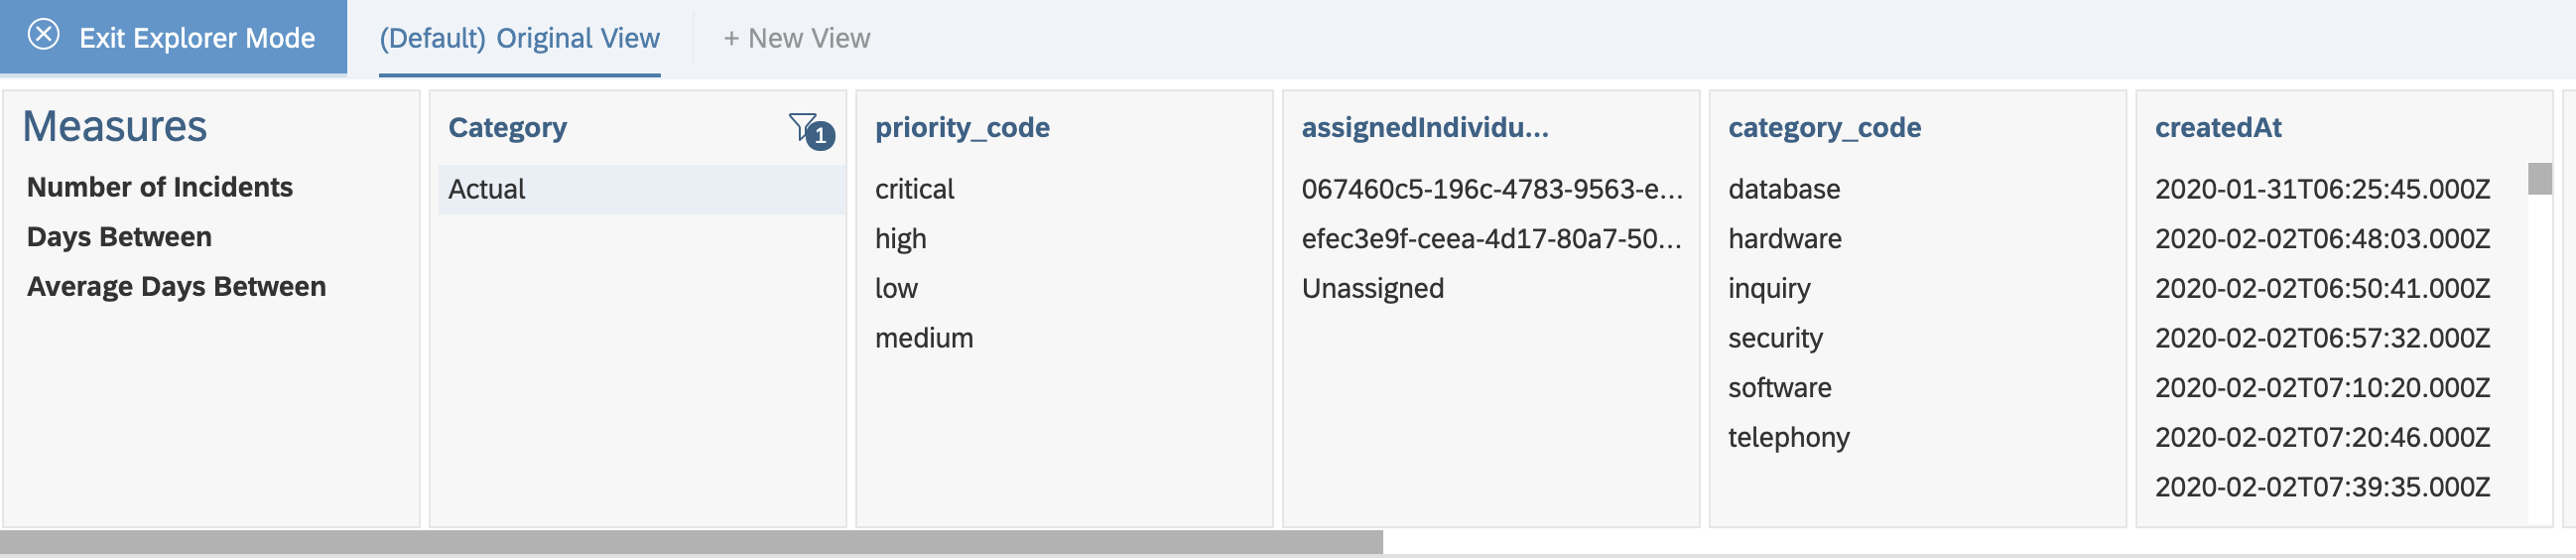 Exit Explorer Mode
(Default) Original View
+ New View
Measures
Number of Incidents
Days Between
Average Days Between
Category
1
Actual
priority_code
critical
high
low
medium
assignedIndividu...
067460c5-196c-4783-9563-e...
efec3e9f-ceea-4d17-80a7-50...
Unassigned
category_code
database
hardware
inquiry
security
software
telephony
createdAt
2020-01-31T06:25:45.000Z
2020-02-02T06:48:03.000Z
2020-02-02T06:50:41.000Z
2020-02-02T06:57:32.000Z
2020-02-02T07:10:20.000Z
2020-02-02T07:20:46.000Z
2020-02-02T07:39:35.000Z